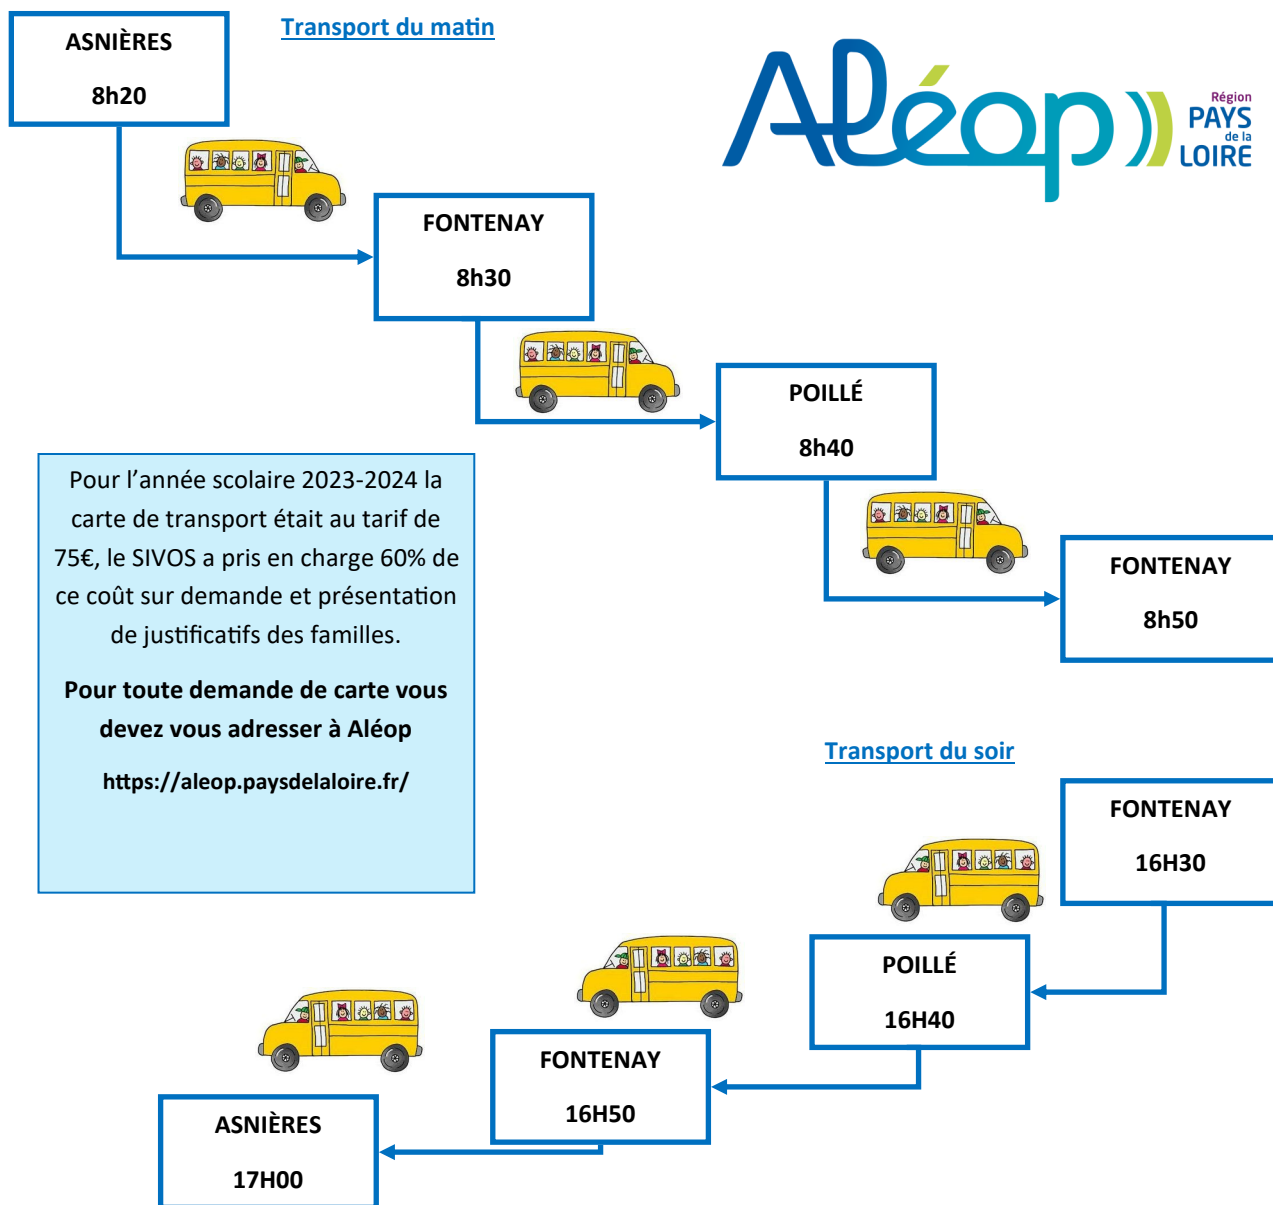 Transport du matin
ASNIÈRES
8h20
Aléop
Région
PAYS
de la
LOIRE
FONTENAY
8h30
POILLÉ
8h40
FONTENAY
8h50
Pour l’année scolaire 2023-2024 la
carte de transport était au tarif de
75€, le SIVOS a pris en charge 60% de
ce coût sur demande et présentation
de justificatifs des familles.
Pour toute demande de carte vous
devez vous adresser à Aléop
https://aleop.paysdelaloire.fr/
Transport du soir
FONTENAY
16H30
POILLÉ
16H40
FONTENAY
16H50
ASNIÈRES
17H00